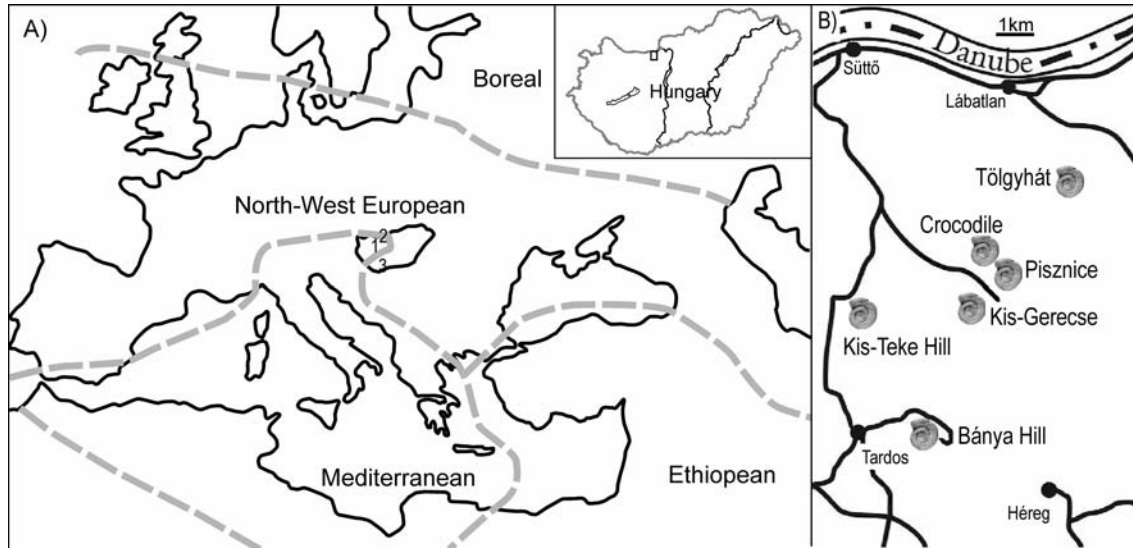 A)
Boreal
Hungary
North-West European
2
1
3
Mediterranean
Ethiopean
B)
1km
Danube
Süttő
Lábatlan
Tölgyhát
Crocodile
Pisznice
Kis-Gerecse
Kis-Teke Hill
Bánya Hill
Tardos
Héreg